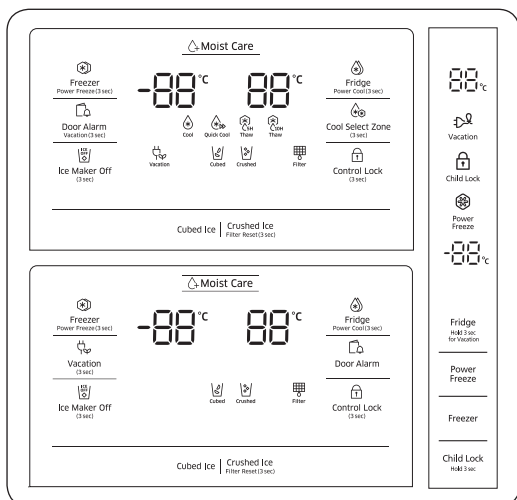 Moist Care
Freezer
Power Freeze (3 sec)
-88 °C
88 °C
Fridge
Power Cool (3 sec)
Door Alarm
Vacation (3 sec)
Cool
Quick Cool
5H
Thaw
10H
Thaw
Cool Select Zone
(3 sec)
ICE OFF
Ice Maker Off
(3 sec)
Vacation
Cubed
Crushed
Filter
Control Lock
(3 sec)
Cubed Ice
Crushed Ice
Filter Reset (3 sec)
Moist Care
Freezer
Power Freeze (3 sec)
-88 °C
88 °C
Fridge
Power Cool (3 sec)
Vacation
(3 sec)
Door Alarm
ICE OFF
Ice Maker Off
(3 sec)
Cubed
Crushed
Filter
Control Lock
(3 sec)
Cubed Ice
Crushed Ice
Filter Reset (3 sec)
88 °C
Vacation
Child Lock
Power
Freeze
-88 °C
Fridge
Hold 3 sec
for Vacation
Power
Freeze
Freezer
Child Lock
Hold 3 sec